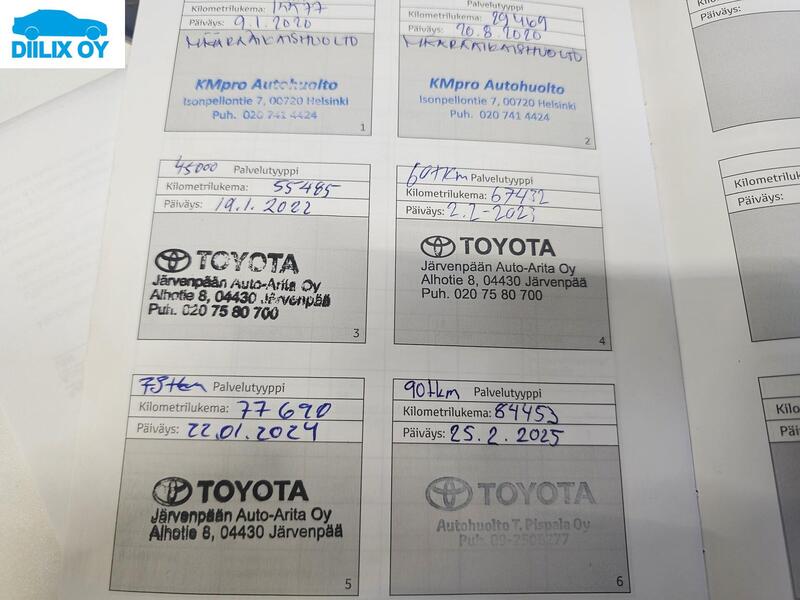 DIILIX OY
Kilometrilukema:
Päiväys: 9.1.2020
MÄÄRÄAIKAISHUOLTO
KMpro Autohuolto
Isonpellontie 7, 00720 Helsinki
Puh. 020 741 4424
1
Palvelutyyppi
Kilometrilukema: 29469
Päiväys: 20.8.2020
MÄÄRÄAIKAISHUOLTO
KMpro Autohuolto
Isonpellontie 7, 00720 Helsinki
Puh. 020 741 4424
2
45000 Palvelutyyppi
Kilometrilukema: 55485
Päiväys: 19.1.2022
TOYOTA
Järvenpään Auto-Arita Oy
Alhotie 8, 04430 Järvenpää
Puh. 020 75 80 700
3
60tkm Palvelutyyppi
Kilometrilukema: 67432
Päiväys: 2.2-2023
TOYOTA
Järvenpään Auto-Arita Oy
Alhotie 8, 04430 Järvenpää
Puh. 020 75 80 700
4
75tkm Palvelutyyppi
Kilometrilukema: 77690
Päiväys: 22.01.2024
TOYOTA
Järvenpään Auto-Arita Oy
Alhotie 8, 04430 Järvenpää
5
90tkm Palvelutyyppi
Kilometrilukema: 84453
Päiväys: 25.2.2025
TOYOTA
Autohuolto T. Pispala Oy
Puh.
6
Kilometrilukema
Päiväys:
Kilo
Päiv